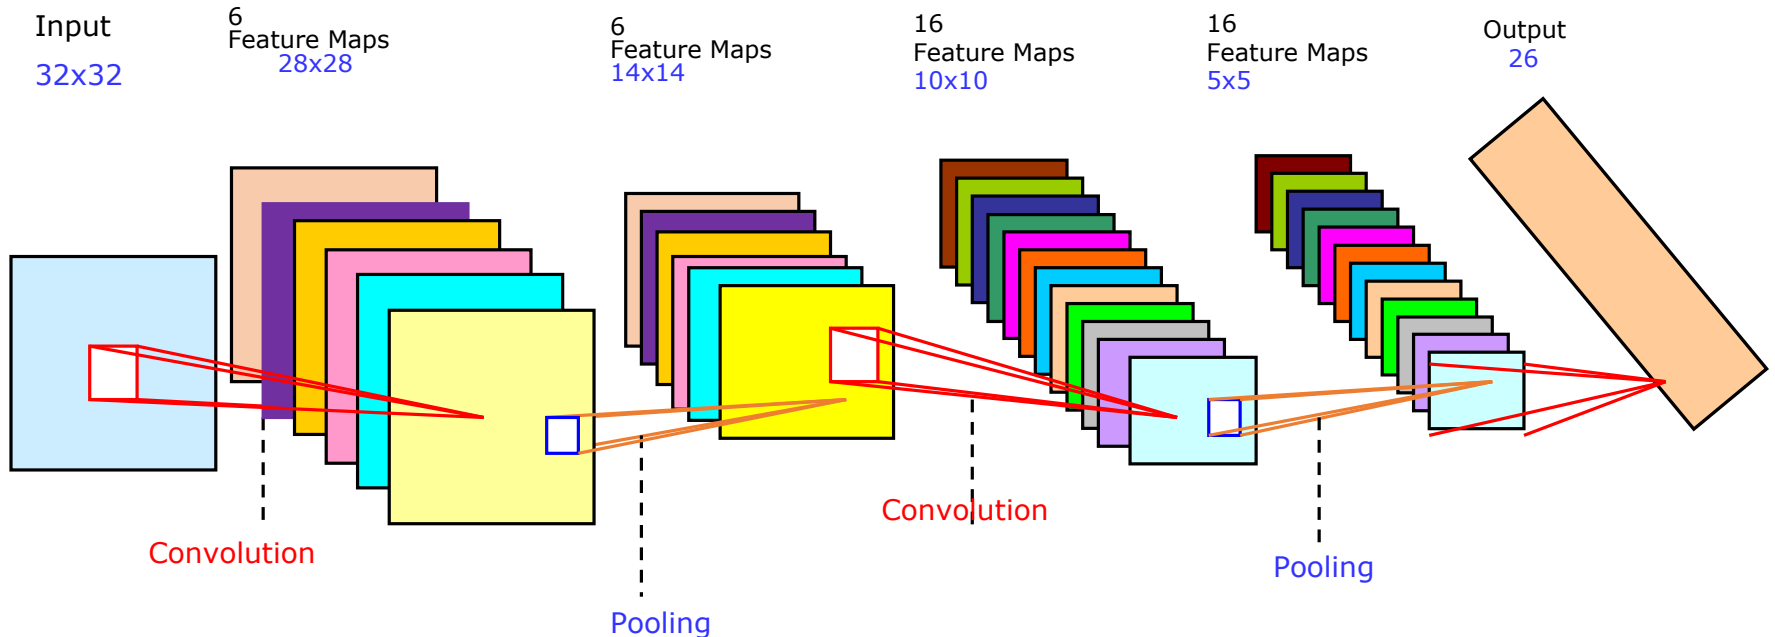 Input
32x32
6
Feature Maps
28x28
6
Feature Maps
14x14
16
Feature Maps
10x10
16
Feature Maps
5x5
Output
26
Convolution
Pooling
Convolution
Pooling